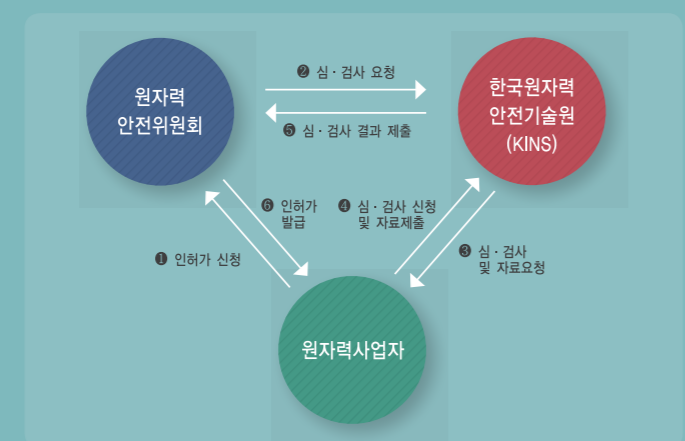 원자력
안전위원회
❷ 심·검사 요청
❺ 심·검사 결과 제출
한국원자력
안전기술원
(KINS)
❻ 인허가
발급
❹ 심·검사 신청
및 자료제출
❶ 인허가 신청
❸ 심·검사
및 자료요청
원자력사업자